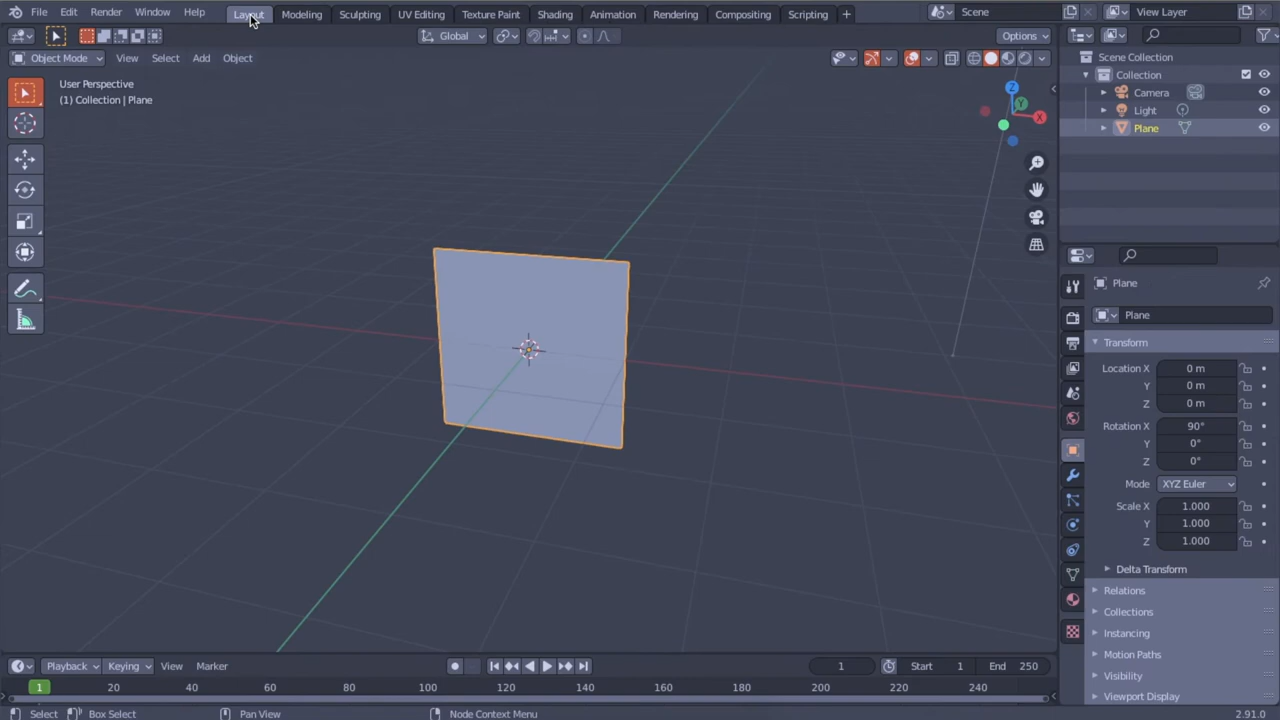 File Edit Render Window Help Layout Modeling Sculpting UV Editing Texture Paint Shading Animation Rendering Compositing Scripting + Scene View Layer
Global Options
Object Mode View Select Add Object
User Perspective
(1) Collection | Plane
Z
Y
X
Scene Collection
Collection
Camera
Light
Plane
Plane
Plane
Transform
Location X 0 m
Y 0 m
Z 0 m
Rotation X 90°
Y 0°
Z 0°
Mode XYZ Euler
Scale X 1.000
Y 1.000
Z 1.000
Delta Transform
Relations
Collections
Instancing
Motion Paths
Visibility
Viewport Display
Playback Keying View Marker 1 Start 1 End 250
1 20 40 60 80 100 120 140 160 180 200 220 240
Select Box Select Pan View Node Context Menu 2.91.0